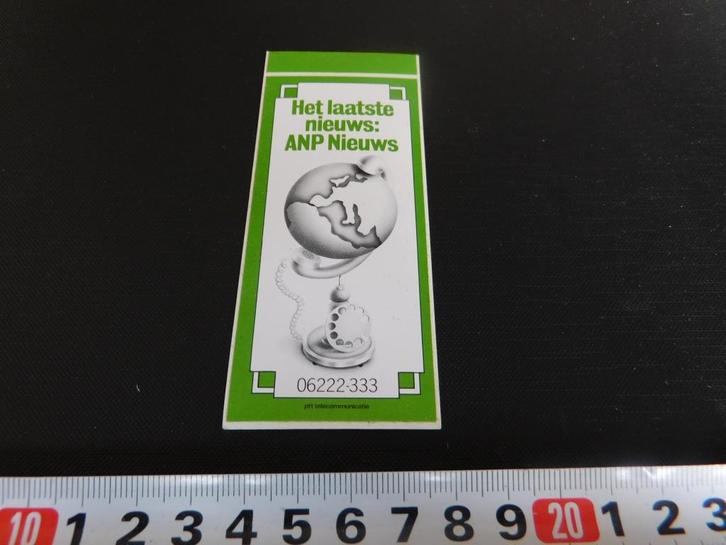 Het laatste
nieuws:
ANP Nieuws
06222-333
ptt telecommunicatie
10 1 2 3 4 5 6 7 8 9 20 1 2 3